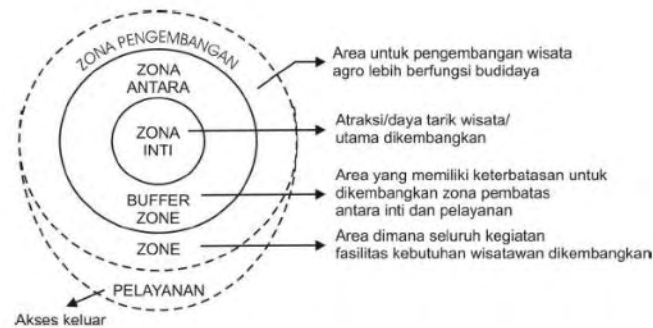 ZONA PENGEMBANGAN
ZONA
ANTARA
ZONA
INTI
BUFFER
ZONE
ZONE
PELAYANAN
Akses keluar
Area untuk pengembangan wisata
agro lebih berfungsi budidaya
Atraksi/daya tarik wisata/
utama dikembangkan
Area yang memiliki keterbatasan untuk
dikembangkan zona pembatas
antara inti dan pelayanan
Area dimana seluruh kegiatan
fasilitas kebutuhan wisatawan dikembangkan